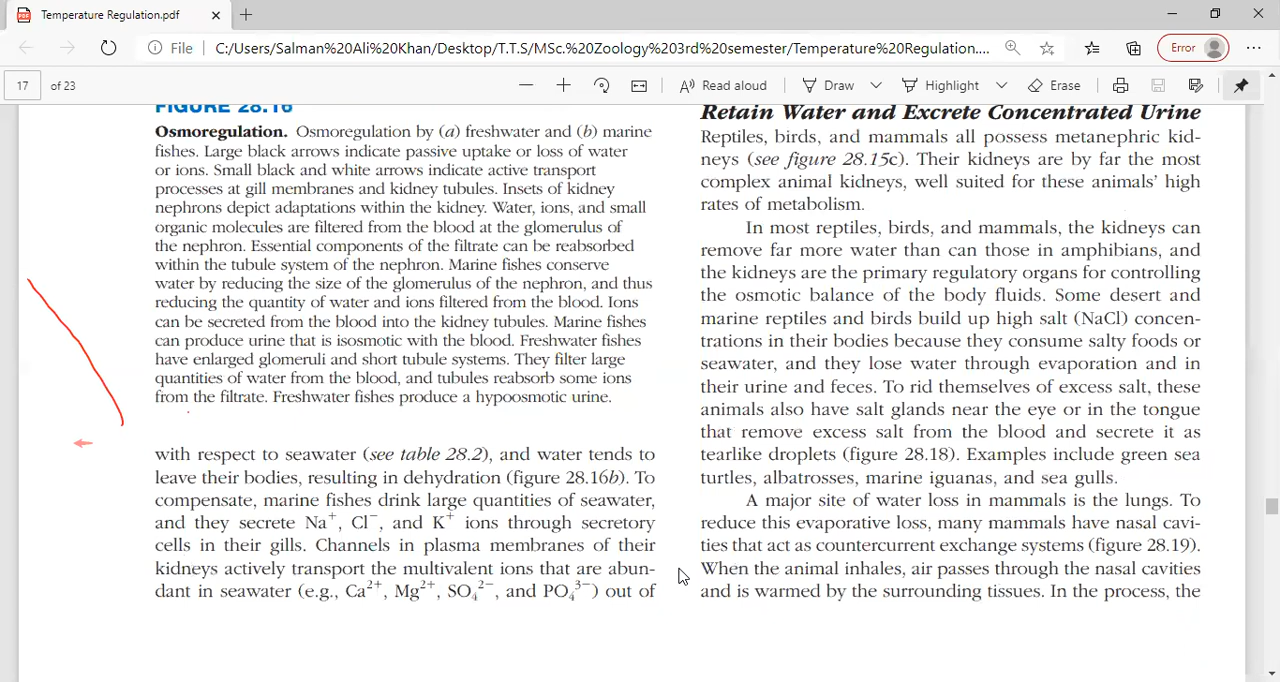 Temperature Regulation.pdf
File
C:/Users/Salman%20Ali%20Khan/Desktop/T.T.S/MSc.%20Zoology%203rd%20semester/Temperature%20Regulation....
Error
17 of 23
Read aloud
Draw
Highlight
Erase
FIGURE 28.16
Osmoregulation. Osmoregulation by (a) freshwater and (b) marine
fishes. Large black arrows indicate passive uptake or loss of water
or ions. Small black and white arrows indicate active transport
processes at gill membranes and kidney tubules. Insets of kidney
nephrons depict adaptations within the kidney. Water, ions, and small
organic molecules are filtered from the blood at the glomerulus of
the nephron. Essential components of the filtrate can be reabsorbed
within the tubule system of the nephron. Marine fishes conserve
water by reducing the size of the glomerulus of the nephron, and thus
reducing the quantity of water and ions filtered from the blood. Ions
can be secreted from the blood into the kidney tubules. Marine fishes
can produce urine that is isosmotic with the blood. Freshwater fishes
have enlarged glomeruli and short tubule systems. They filter large
quantities of water from the blood, and tubules reabsorb some ions
from the filtrate. Freshwater fishes produce a hypoosmotic urine.
with respect to seawater (see table 28.2), and water tends to
leave their bodies, resulting in dehydration (figure 28.16b). To
compensate, marine fishes drink large quantities of seawater,
and they secrete Na⁺, Cl⁻, and K⁺ ions through secretory
cells in their gills. Channels in plasma membranes of their
kidneys actively transport the multivalent ions that are abun-
dant in seawater (e.g., Ca²⁺, Mg²⁺, SO₄²⁻, and PO₄³⁻) out of
Retain Water and Excrete Concentrated Urine
Reptiles, birds, and mammals all possess metanephric kid-
neys (see figure 28.15c). Their kidneys are by far the most
complex animal kidneys, well suited for these animals' high
rates of metabolism.
In most reptiles, birds, and mammals, the kidneys can
remove far more water than can those in amphibians, and
the kidneys are the primary regulatory organs for controlling
the osmotic balance of the body fluids. Some desert and
marine reptiles and birds build up high salt (NaCl) concen-
trations in their bodies because they consume salty foods or
seawater, and they lose water through evaporation and in
their urine and feces. To rid themselves of excess salt, these
animals also have salt glands near the eye or in the tongue
that remove excess salt from the blood and secrete it as
tearlike droplets (figure 28.18). Examples include green sea
turtles, albatrosses, marine iguanas, and sea gulls.
A major site of water loss in mammals is the lungs. To
reduce this evaporative loss, many mammals have nasal cavi-
ties that act as countercurrent exchange systems (figure 28.19).
When the animal inhales, air passes through the nasal cavities
and is warmed by the surrounding tissues. In the process, the